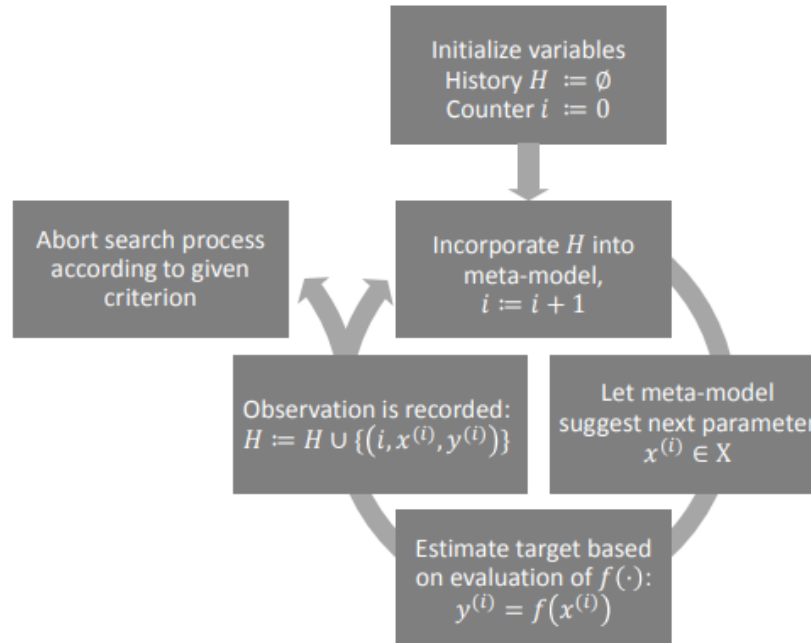 Initialize variables
History H := ∅
Counter i := 0
Incorporate H into
meta-model,
i := i + 1
Let meta-model
suggest next parameter
x⁽ⁱ⁾ ∈ X
Estimate target based
on evaluation of f(·):
y⁽ⁱ⁾ = f(x⁽ⁱ⁾)
Observation is recorded:
H := H ∪ {(i, x⁽ⁱ⁾, y⁽ⁱ⁾)}
Abort search process
according to given
criterion